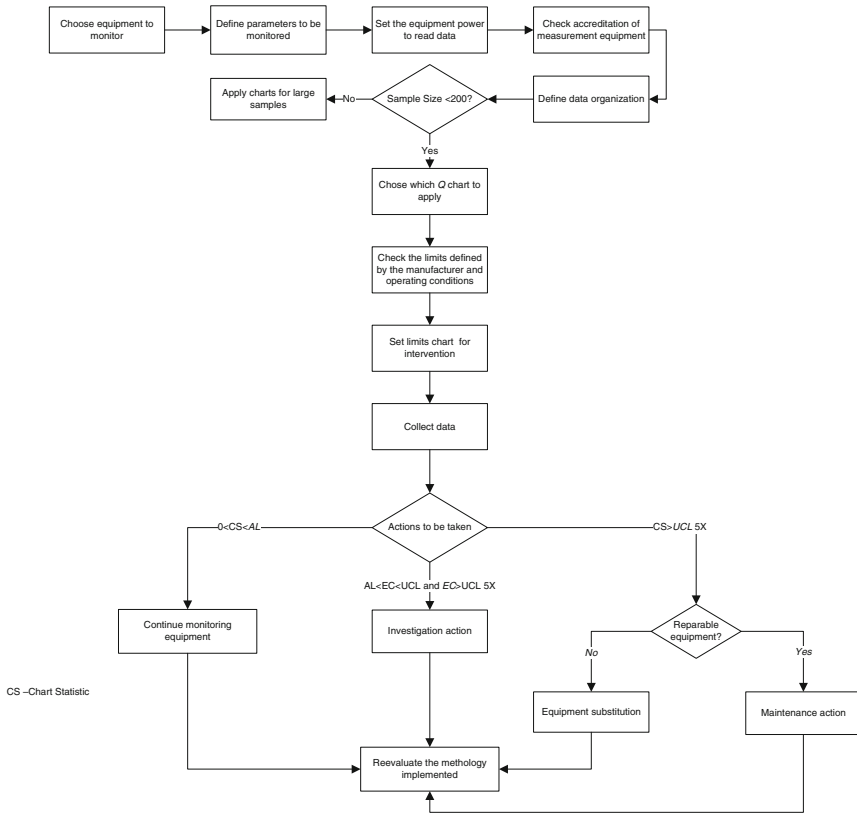 Choose equipment to
monitor
Define parameters to be
monitored
Set the equipment power
to read data
Check accreditation of
measurement equipment
Apply charts for large
samples
No
Sample Size <200?
Define data organization
Yes
Chose which Q chart to
apply
Check the limits defined
by the manufacturer and
operating conditions
Set limits chart for
intervention
Collect data
0<CS<AL
Actions to be taken
CS>UCL 5X
AL<EC<UCL and EC>UCL 5X
Continue monitoring
equipment
Investigation action
Reparable
equipment?
No
Yes
CS –Chart Statistic
Equipment substitution
Maintenance action
Reevaluate the methology
implemented